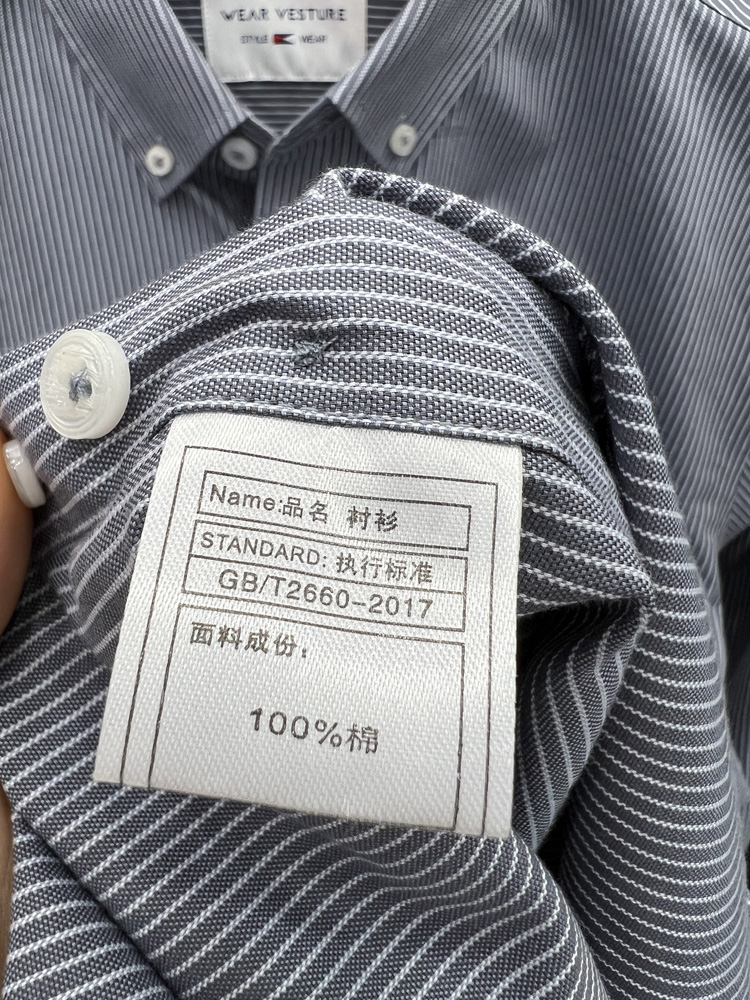 WEAR VESTURE
STYLE WEAR
Name:品名 衬衫
STANDARD: 执行标准
GB/T2660-2017
面料成份：
100%棉